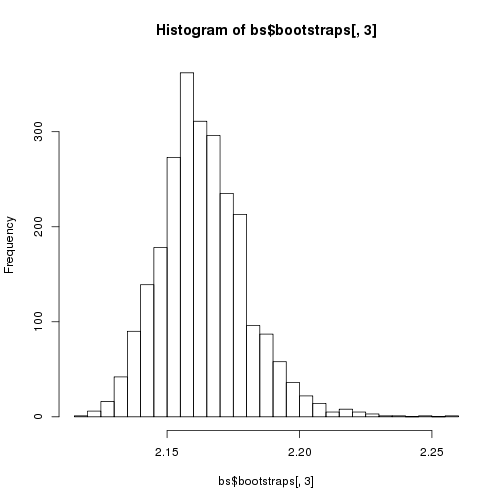 Histogram of bs$bootstraps[, 3]
Frequency
300
200
100
0
2.15 2.20 2.25
bs$bootstraps[, 3]